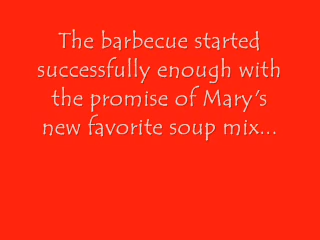 The barbecue started
successfully enough with
the promise of Mary's
new favorite soup mix...